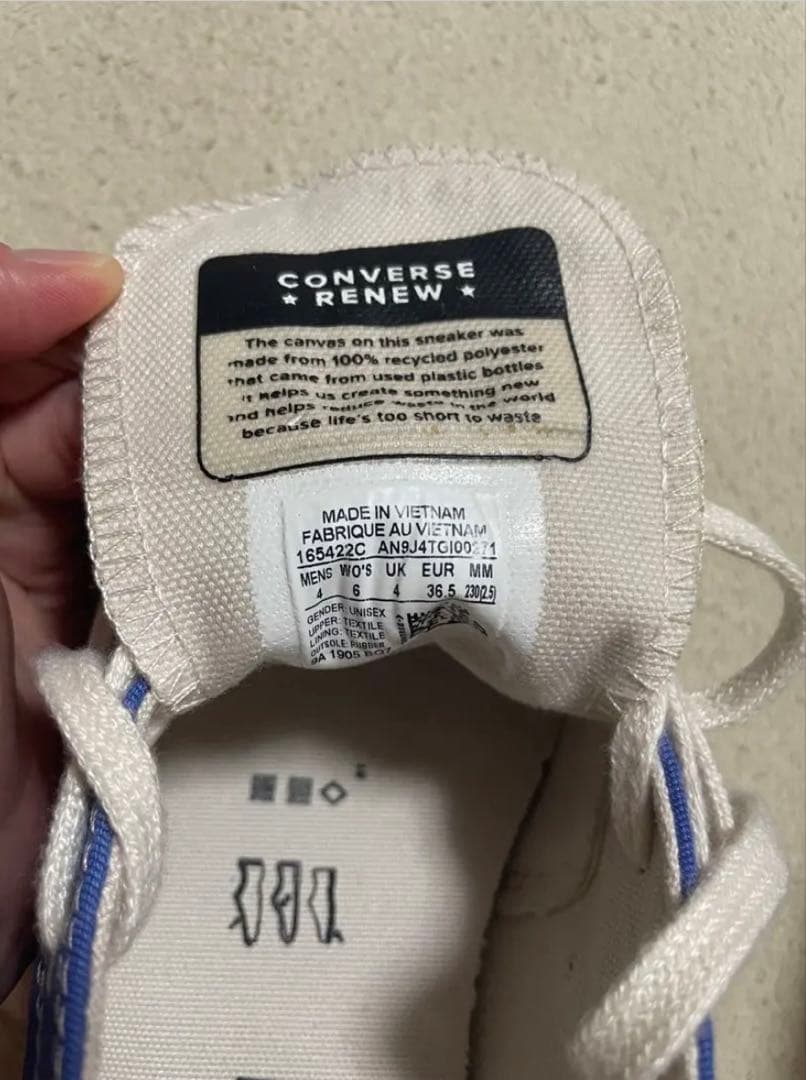 CONVERSE
★ RENEW ★
The canvas on this sneaker was
made from 100% recycled polyester
that came from used plastic bottles
it helps us create something new
and helps reduce waste in the world
because life's too short to waste
MADE IN VIETNAM
FABRIQUE AU VIETNAM
165422C AN9J4TGI00271
MENS WO'S UK EUR MM
4 6 4 36.5 230(2.5)
GENDER: UNISEX
UPPER: TEXTILE
LINING: TEXTILE
OUTSOLE: RUBBER
9A 1905